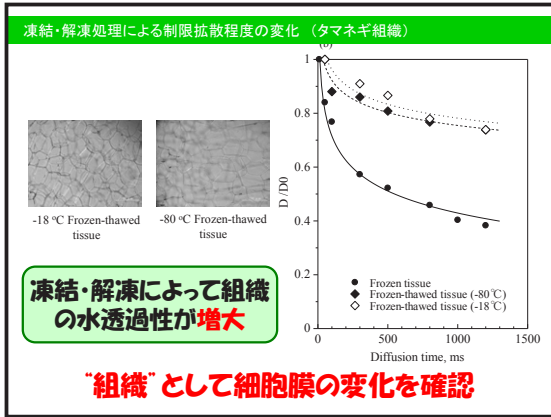 凍結・解凍処理による制限拡散程度の変化 (タマネギ組織)
-18 ºC Frozen-thawed
tissue
-80 ºC Frozen-thawed
tissue
凍結・解凍によって組織
の水透過性が増大
1
0.8
0.6
0.4
0.2
0
D /D0
Frozen tissue
Frozen-thawed tissue (-80℃)
Frozen-thawed tissue (-18℃)
0
500
1000
1500
Diffusion time, ms
"組織"として細胞膜の変化を確認